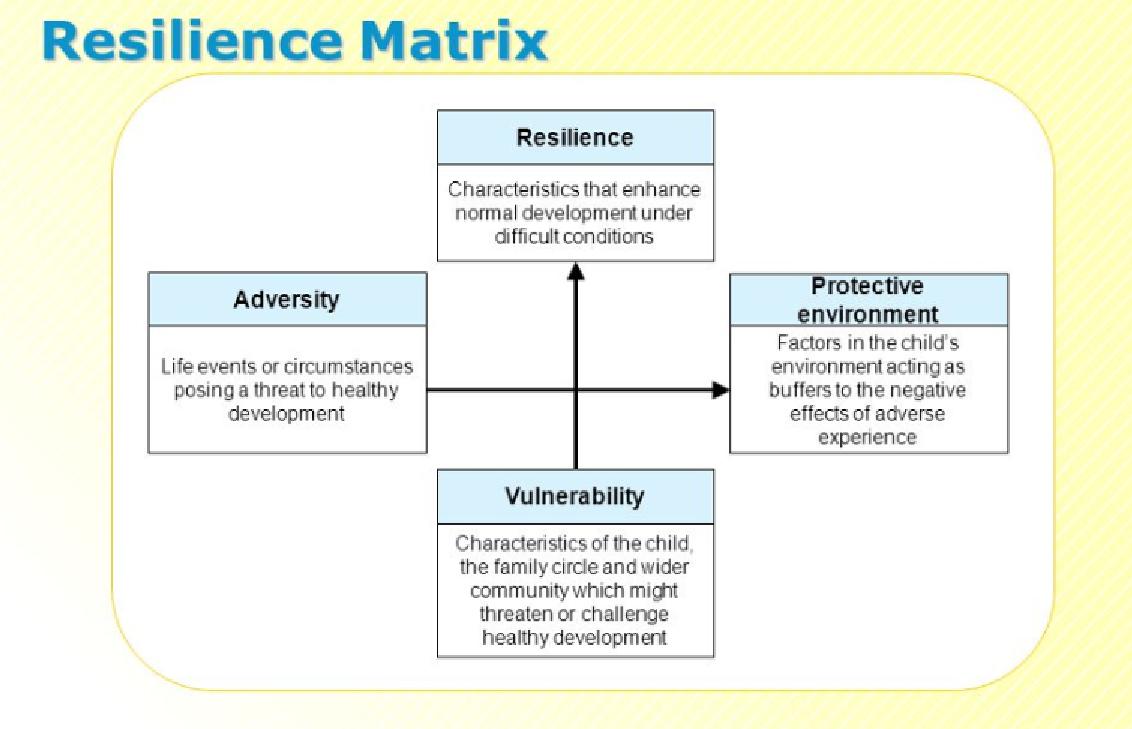 Resilience Matrix
Resilience
Characteristics that enhance
normal development under
difficult conditions
Adversity
Life events or circumstances
posing a threat to healthy
development
Protective
environment
Factors in the child's
environment acting as
buffers to the negative
effects of adverse
experience
Vulnerability
Characteristics of the child,
the family circle and wider
community which might
threaten or challenge
healthy development